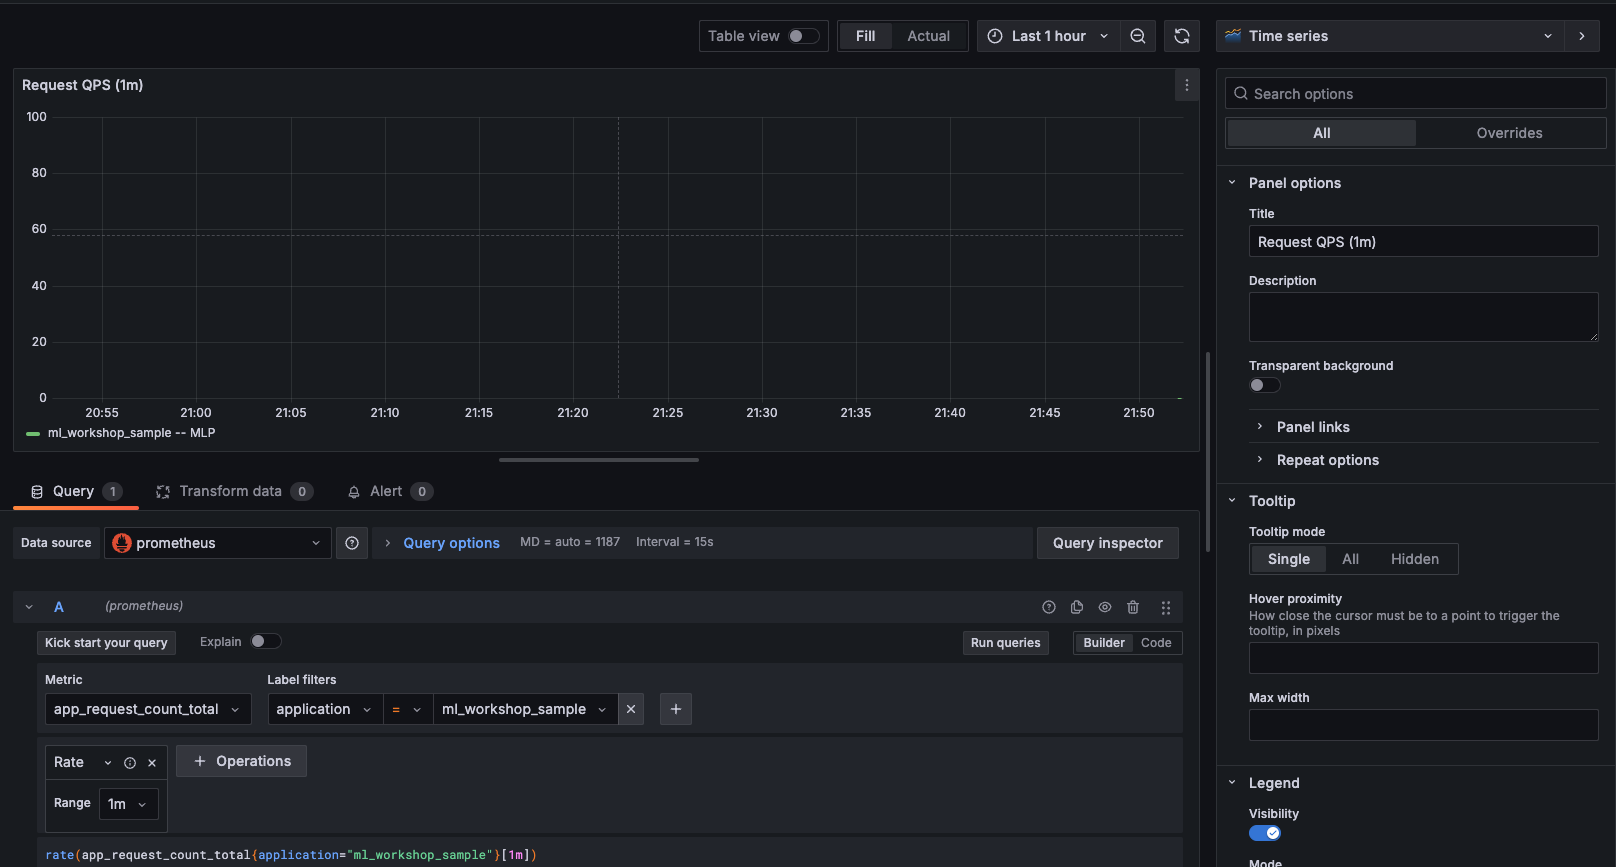 Table view
Fill
Actual
Last 1 hour
Time series
Request QPS (1m)
100
80
60
40
20
0
20:55
21:00
21:05
21:10
21:15
21:20
21:25
21:30
21:35
21:40
21:45
21:50
ml_workshop_sample -- MLP
Query 1
Transform data 0
Alert 0
Data source
prometheus
Query options
MD = auto = 1187
Interval = 15s
Query inspector
A
(prometheus)
Kick start your query
Explain
Run queries
Builder
Code
Metric
Label filters
app_request_count_total
application
=
ml_workshop_sample
Rate
+ Operations
Range
1m
rate(app_request_count_total{application="ml_workshop_sample"}[1m])
Search options
All
Overrides
Panel options
Title
Request QPS (1m)
Description
Transparent background
Panel links
Repeat options
Tooltip
Tooltip mode
Single
All
Hidden
Hover proximity
How close the cursor must be to a point to trigger the
tooltip, in pixels
Max width
Legend
Visibility
Mode